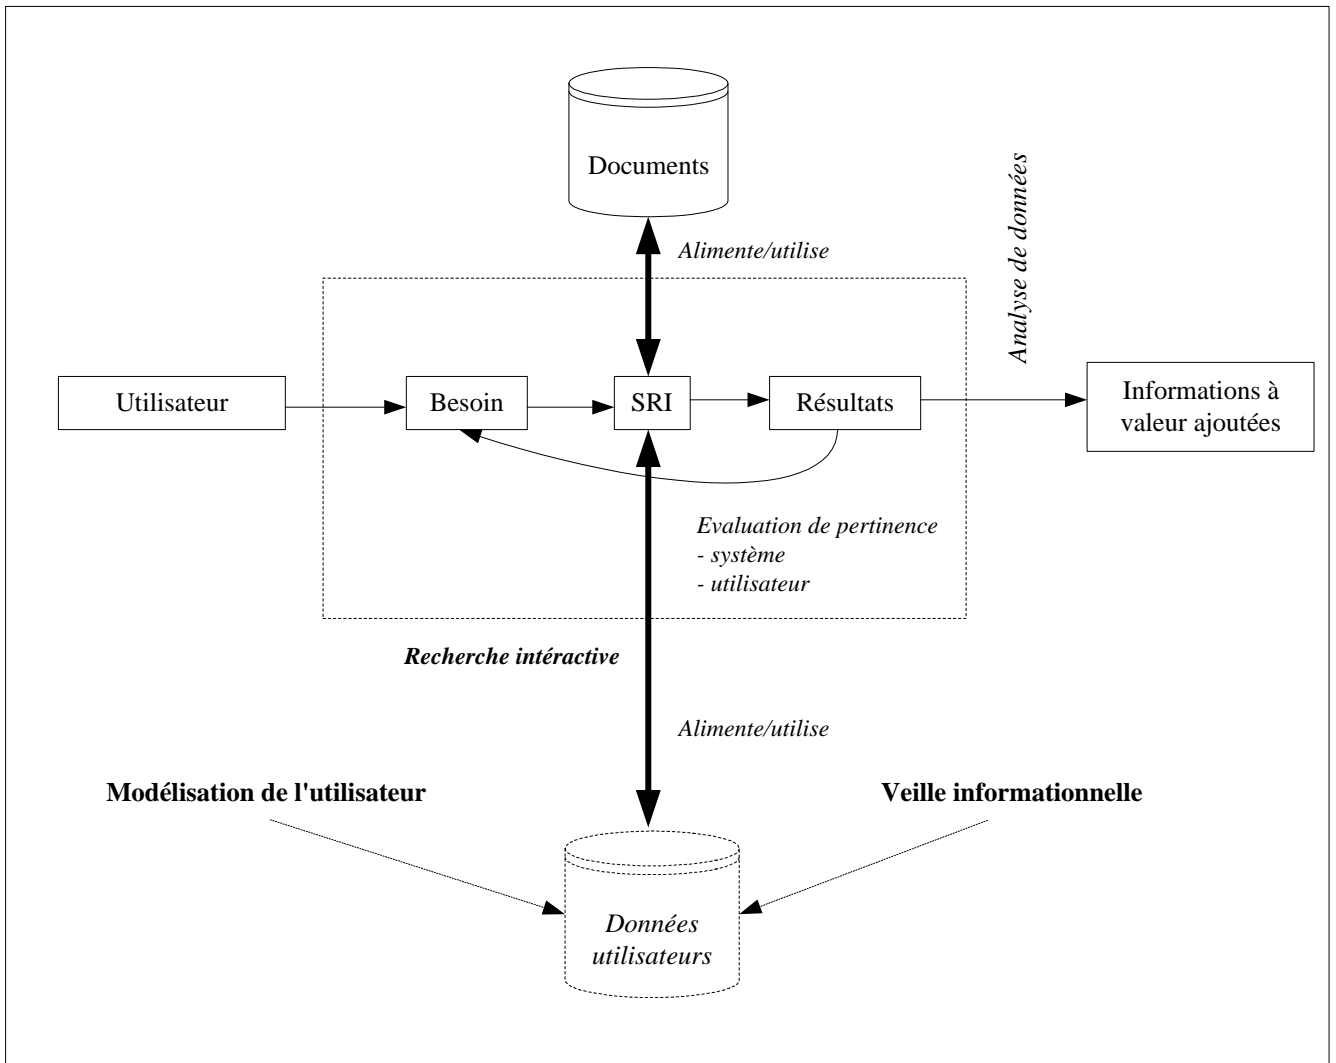 Documents
Analyse de données
Alimente/utilise
Utilisateur
Besoin
SRI
Résultats
Informations à
valeur ajoutées
Evaluation de pertinence
- système
- utilisateur
Recherche intéractive
Alimente/utilise
Modélisation de l'utilisateur
Veille informationnelle
Données
utilisateurs